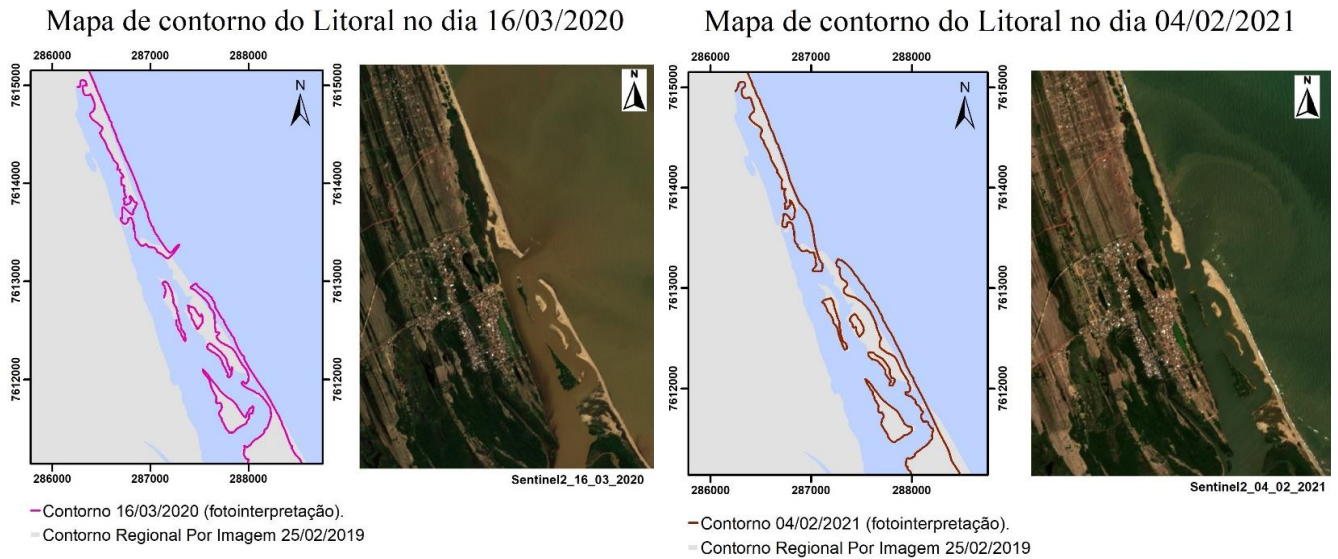 Mapa de contorno do Litoral no dia 16/03/2020
286000 287000 288000
7615000
7614000
7613000
7612000
N
7615000
7614000
7613000
7612000
286000 287000 288000
N
Sentinel2_16_03_2020
Contorno 16/03/2020 (fotointerpretação).
Contorno Regional Por Imagem 25/02/2019
Mapa de contorno do Litoral no dia 04/02/2021
286000 287000 288000
7615000
7614000
7613000
7612000
N
7615000
7614000
7613000
7612000
286000 287000 288000
N
Sentinel2_04_02_2021
Contorno 04/02/2021 (fotointerpretação).
Contorno Regional Por Imagem 25/02/2019